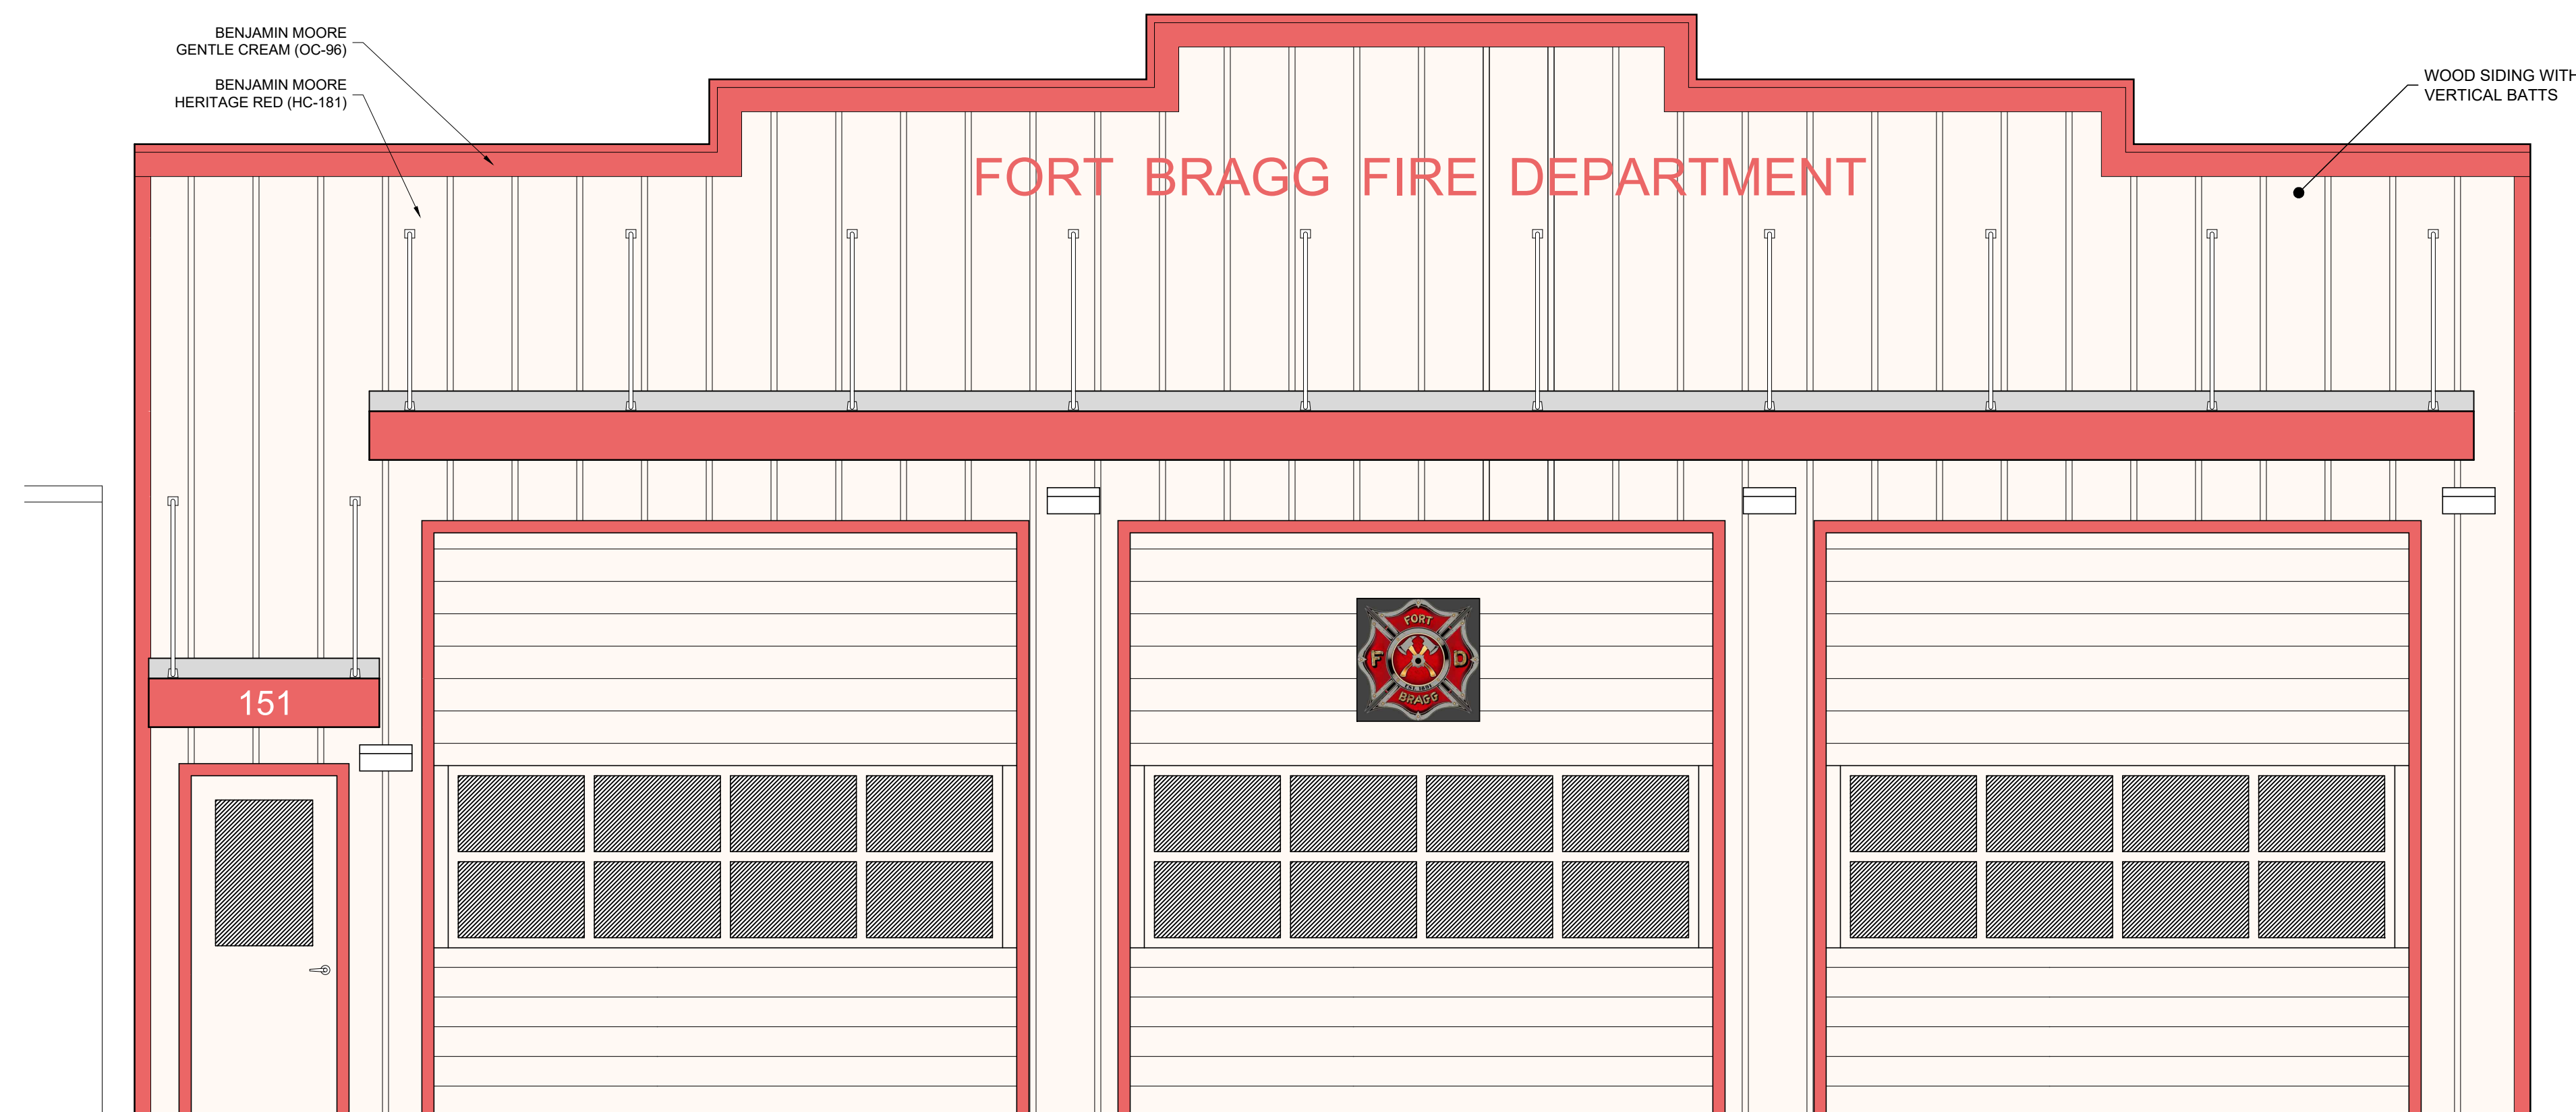 BENJAMIN MOORE
GENTLE CREAM (OC-96)
BENJAMIN MOORE
HERITAGE RED (HC-181)
WOOD SIDING WITH
VERTICAL BATTS
FORT BRAGG FIRE DEPARTMENT
151
FORT
F D
BRAGG